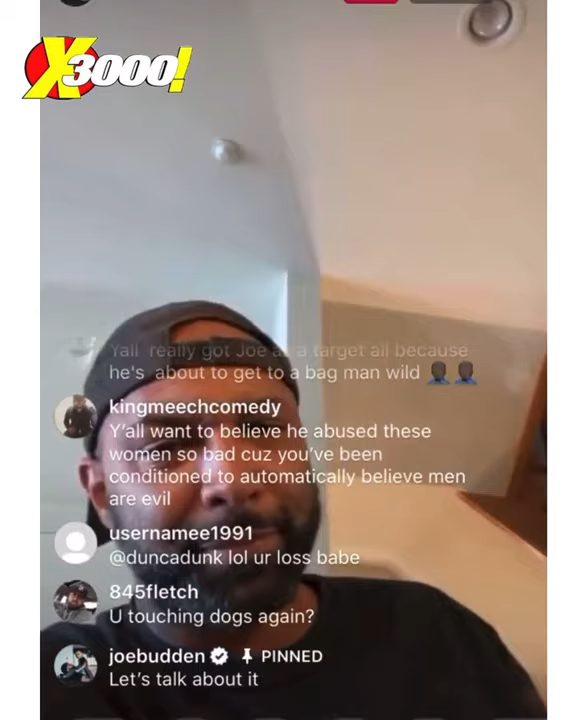 X3000!
Yall really got Joe as a target all because
he's about to get to a bag man wild
kingmeechcomedy
Y'all want to believe he abused these
women so bad cuz you've been
conditioned to automatically believe men
are evil
usernamee1991
@duncadunk lol ur loss babe
845fletch
U touching dogs again?
joebudden PINNED
Let's talk about it